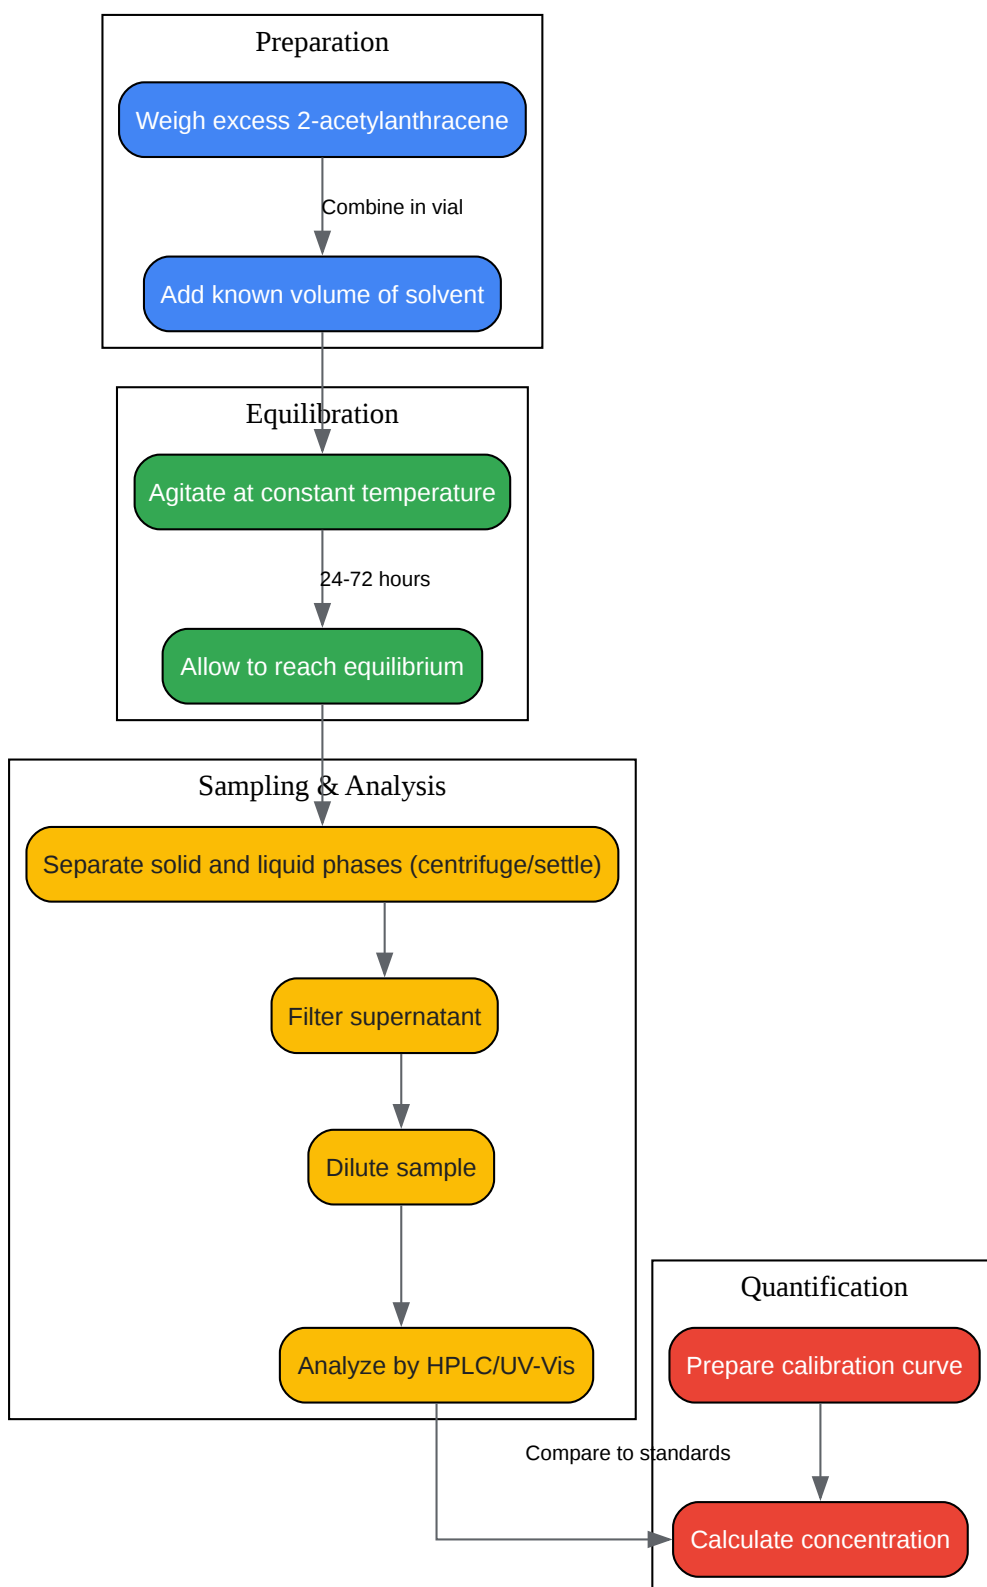 Preparation
Weigh excess 2-acetylanthracene
Combine in vial
Add known volume of solvent
Equilibration
Agitate at constant temperature
24-72 hours
Allow to reach equilibrium
Sampling & Analysis
Separate solid and liquid phases (centrifuge/settle)
Filter supernatant
Dilute sample
Analyze by HPLC/UV-Vis
Quantification
Prepare calibration curve
Compare to standards
Calculate concentration